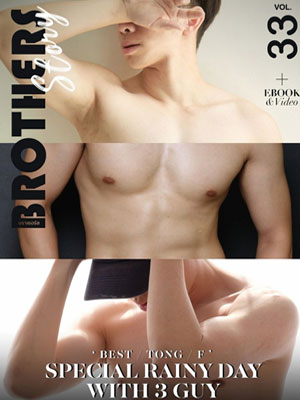 BROTHERS
Story
VOL.
33
+
EBOOK
& Video
' BEST / TONG / F '
SPECIAL RAINY DAY
WITH 3 GUY